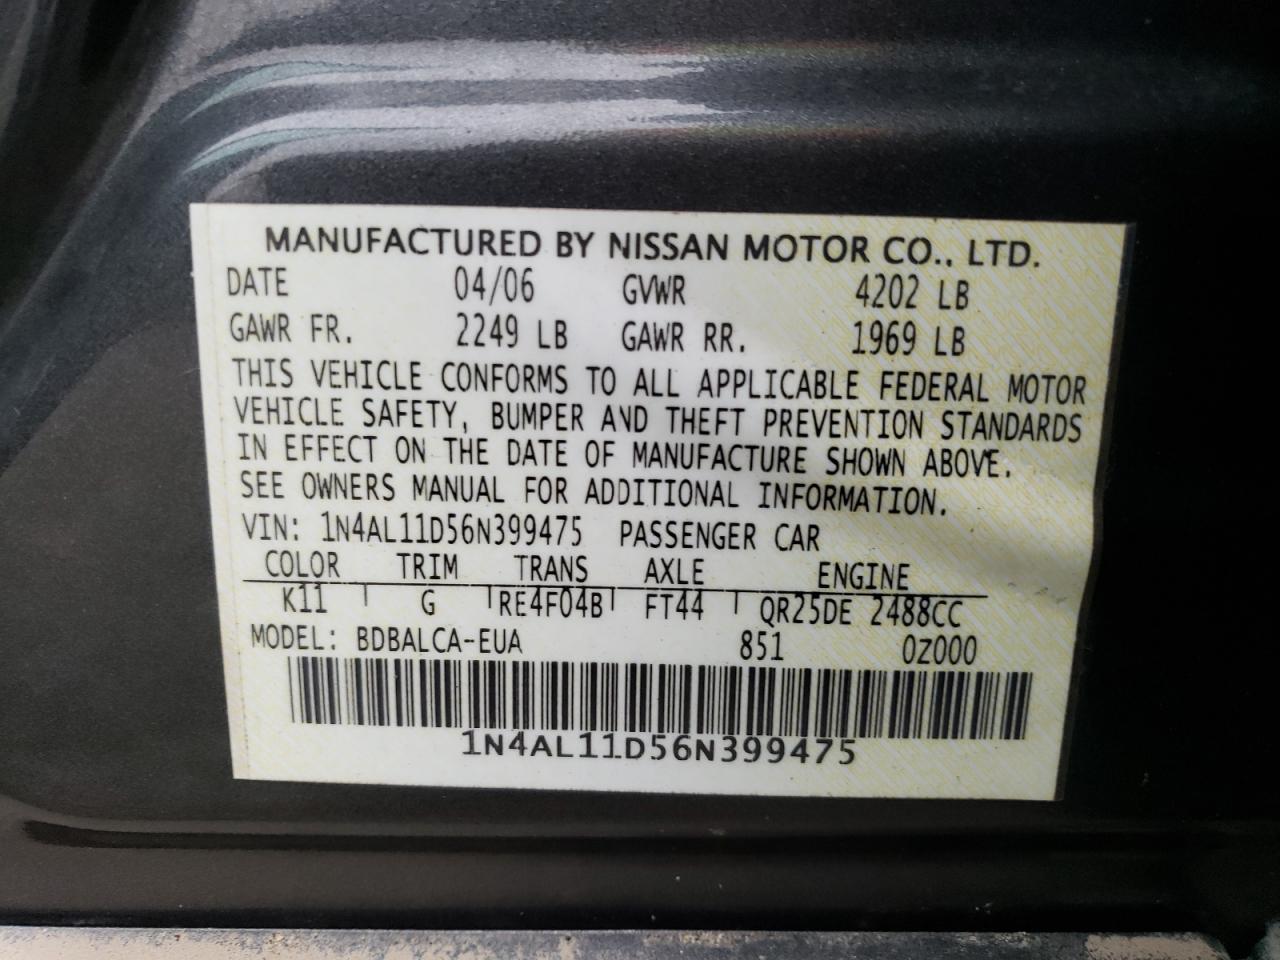 MANUFACTURED BY NISSAN MOTOR CO., LTD.
DATE 04/06 GVWR 4202 LB
GAWR FR. 2249 LB GAWR RR. 1969 LB
THIS VEHICLE CONFORMS TO ALL APPLICABLE FEDERAL MOTOR
VEHICLE SAFETY, BUMPER AND THEFT PREVENTION STANDARDS
IN EFFECT ON THE DATE OF MANUFACTURE SHOWN ABOVE.
SEE OWNERS MANUAL FOR ADDITIONAL INFORMATION.
VIN: 1N4AL11D56N399475 PASSENGER CAR
COLOR TRIM TRANS AXLE ENGINE
K11 G RE4F04B FT44 QR25DE 2488CC
MODEL: BDBALCA-EUA 851 0Z000
1N4AL11D56N399475